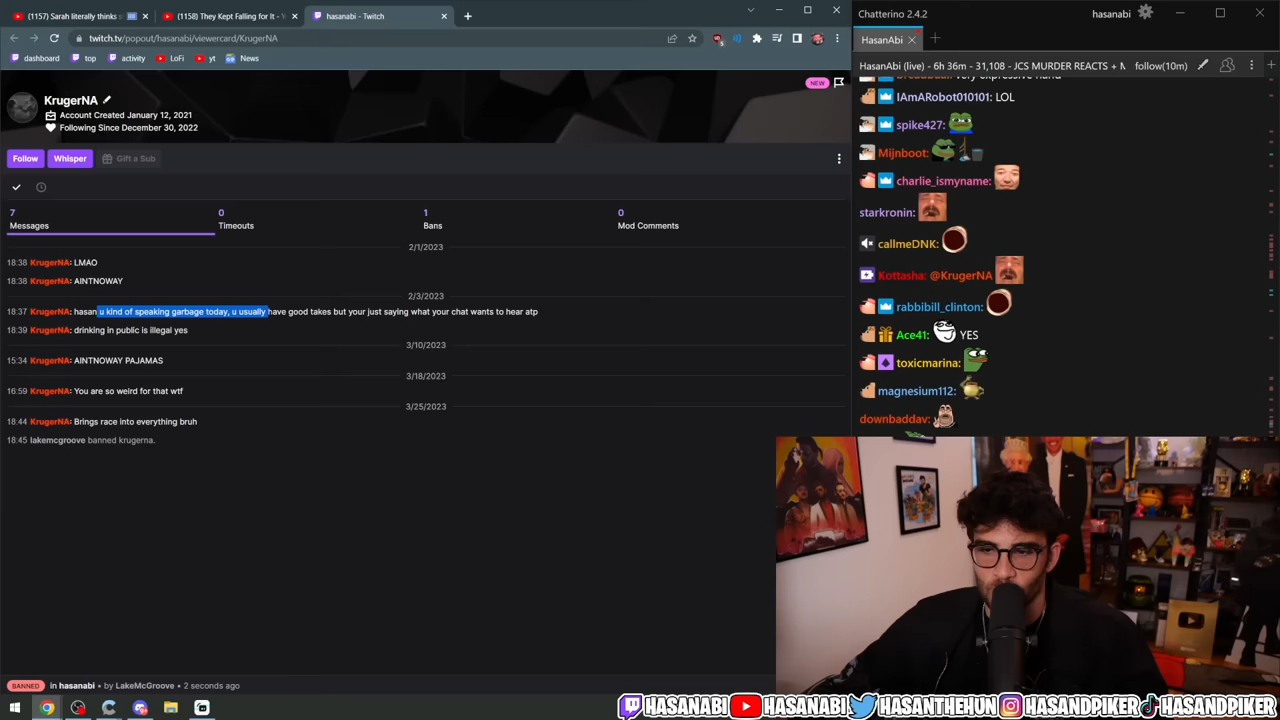 (1157) Sarah literally thinks
(1158) They Kept Falling for It - Y
hasanabi - Twitch
twitch.tv/popout/hasanabi/viewercard/KrugerNA
dashboard
top
activity
LoFi
yt
News
KrugerNA
NEW
Account Created January 12, 2021
Following Since December 30, 2022
Follow
Whisper
Gift a Sub
7
Messages
0
Timeouts
1
Bans
0
Mod Comments
2/1/2023
18:38 KrugerNA: LMAO
18:38 KrugerNA: AINTNOWAY
2/3/2023
18:37 KrugerNA: hasan u kind of speaking garbage today, u usually have good takes but your just saying what your chat wants to hear atp
18:39 KrugerNA: drinking in public is illegal yes
3/10/2023
15:34 KrugerNA: AINTNOWAY PAJAMAS
3/18/2023
16:59 KrugerNA: You are so weird for that wtf
3/25/2023
18:44 KrugerNA: Brings race into everything bruh
18:45 lakemcgroove banned krugerna.
BANNED in hasanabi • by LakeMcGroove • 2 seconds ago
Chatterino 2.4.2
hasanabi
HasanAbi
HasanAbi (live) - 6h 36m - 31,108 - JCS MURDER REACTS + M
follow(10m)
very expressive hand
IAmARobot010101: LOL
spike427:
Mijnboot:
charlie_ismyname:
starkronin:
callmeDNK:
Kottasha: @KrugerNA
rabbibill_clinton:
Ace41: YES
toxicmarina:
magnesium112:
downbaddav:
HASANABI HASANABI HASANTHEHUN HASANDPIKER HASANDPIKER